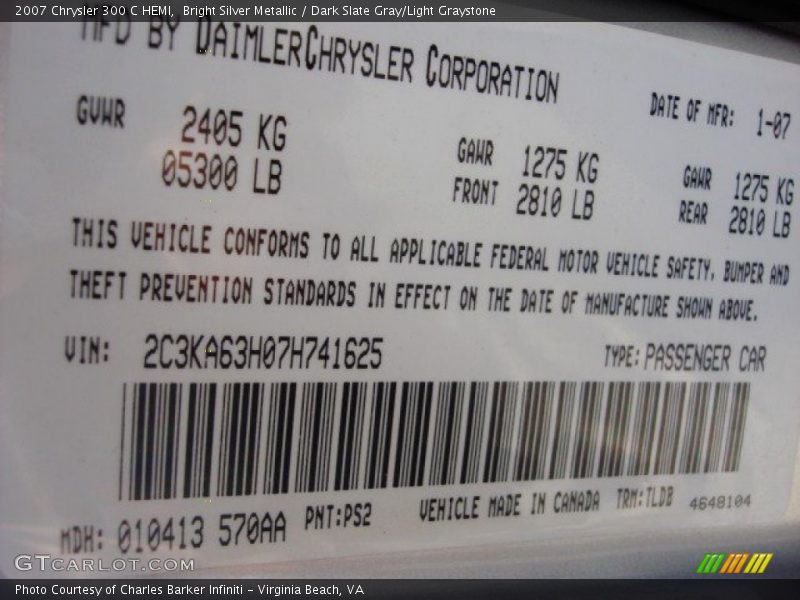 2007 Chrysler 300 C HEMI,  Bright Silver Metallic / Dark Slate Gray/Light Graystone
MFD BY DAIMLERCHRYSLER CORPORATION
DATE OF MFR: 1-07
GVWR 2405 KG
05300 LB
GAWR 1275 KG
FRONT 2810 LB
GAWR 1275 KG
REAR 2810 LB
THIS VEHICLE CONFORMS TO ALL APPLICABLE FEDERAL MOTOR VEHICLE SAFETY, BUMPER AND
THEFT PREVENTION STANDARDS IN EFFECT ON THE DATE OF MANUFACTURE SHOWN ABOVE.
VIN: 2C3KA63H07H741625
TYPE: PASSENGER CAR
MDH: 010413 570AA PNT:PS2 VEHICLE MADE IN CANADA TRM:TLDB 4648104
GTCARLOT.COM
Photo Courtesy of Charles Barker Infiniti - Virginia Beach, VA